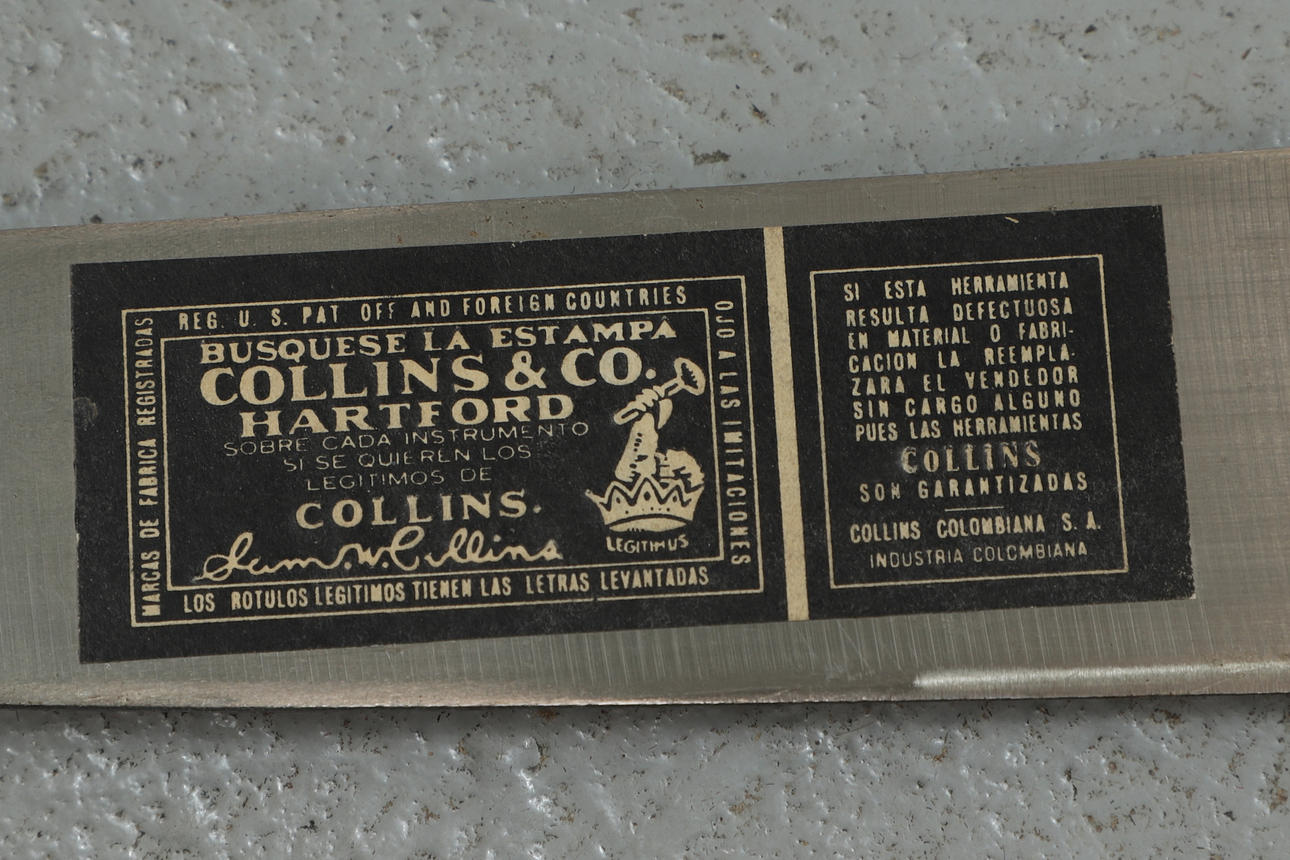 REG. U. S. PAT OFF AND FOREIGN COUNTRIES
MARCAS DE FABRICA REGISTRADAS
BUSQUESE LA ESTAMPA
COLLINS & CO.
HARTFORD
SOBRE CADA INSTRUMENTO
SI SE QUIEREN LOS
LEGITIMOS DE
COLLINS.
Sam. W. Collins
LEGITIMUS
OJO A LAS IMITACIONES
LOS ROTULOS LEGITIMOS TIENEN LAS LETRAS LEVANTADAS
SI ESTA HERRAMIENTA
RESULTA DEFECTUOSA
EN MATERIAL O FABRI-
CACION LA REEMPLA-
ZARA EL VENDEDOR
SIN CARGO ALGUNO
PUES LAS HERRAMIENTAS
COLLINS
SON GARANTIZADAS
COLLINS COLOMBIANA S. A.
INDUSTRIA COLOMBIANA